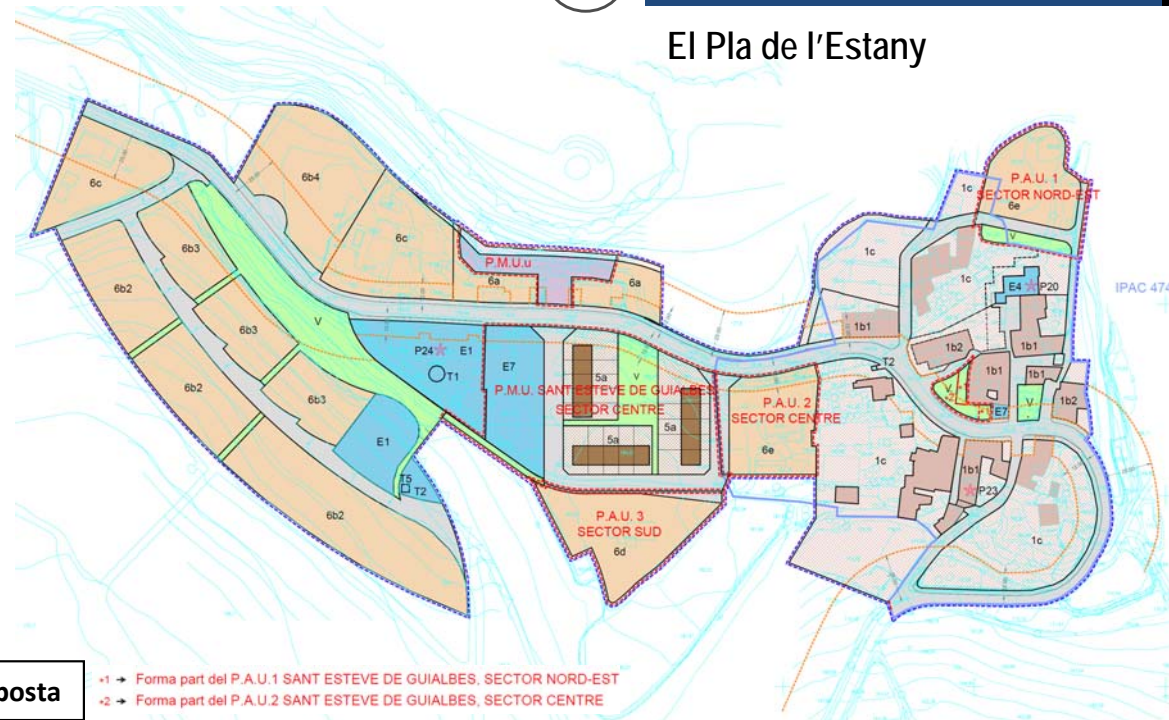 El Pla de l'Estany
P.A.U. 1
SECTOR NORD-EST
6e
1c
6b4
6c
V
6c
1c
6b3
P.M.U.u
1c
6a
6a
E4
P20
IPAC 474
6b2
6b3
V
1b1
1b2
1b1
P24
E1
T1
E7
T2
5a
V
1b1
1b1
6b2
P.M.U. SANT ESTEVE DE GUIALBES
SECTOR CENTRE
P.A.U. 2
SECTOR CENTRE
V
*1
*2
E7
V
1b2
6b3
5a
5a
E1
6e
1c
1b1
T5
T2
P23
6b2
P.A.U. 3
SECTOR SUD
6d
1c
posta
*1 → Forma part del P.A.U.1 SANT ESTEVE DE GUIALBES, SECTOR NORD-EST
*2 → Forma part del P.A.U.2 SANT ESTEVE DE GUIALBES, SECTOR CENTRE